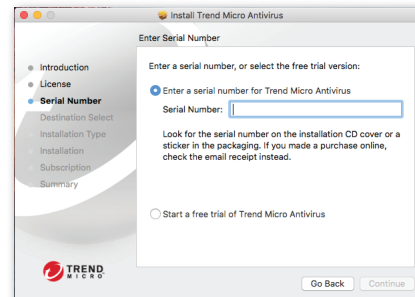 Install Trend Micro Antivirus
Enter Serial Number
Introduction
License
Serial Number
Destination Select
Installation Type
Installation
Subscription
Summary
Enter a serial number, or select the free trial version:
Enter a serial number for Trend Micro Antivirus
Serial Number:
Look for the serial number on the installation CD cover or a
sticker in the packaging. If you made a purchase online,
check the email receipt instead.
Start a free trial of Trend Micro Antivirus
TREND
MICRO
Go Back
Continue